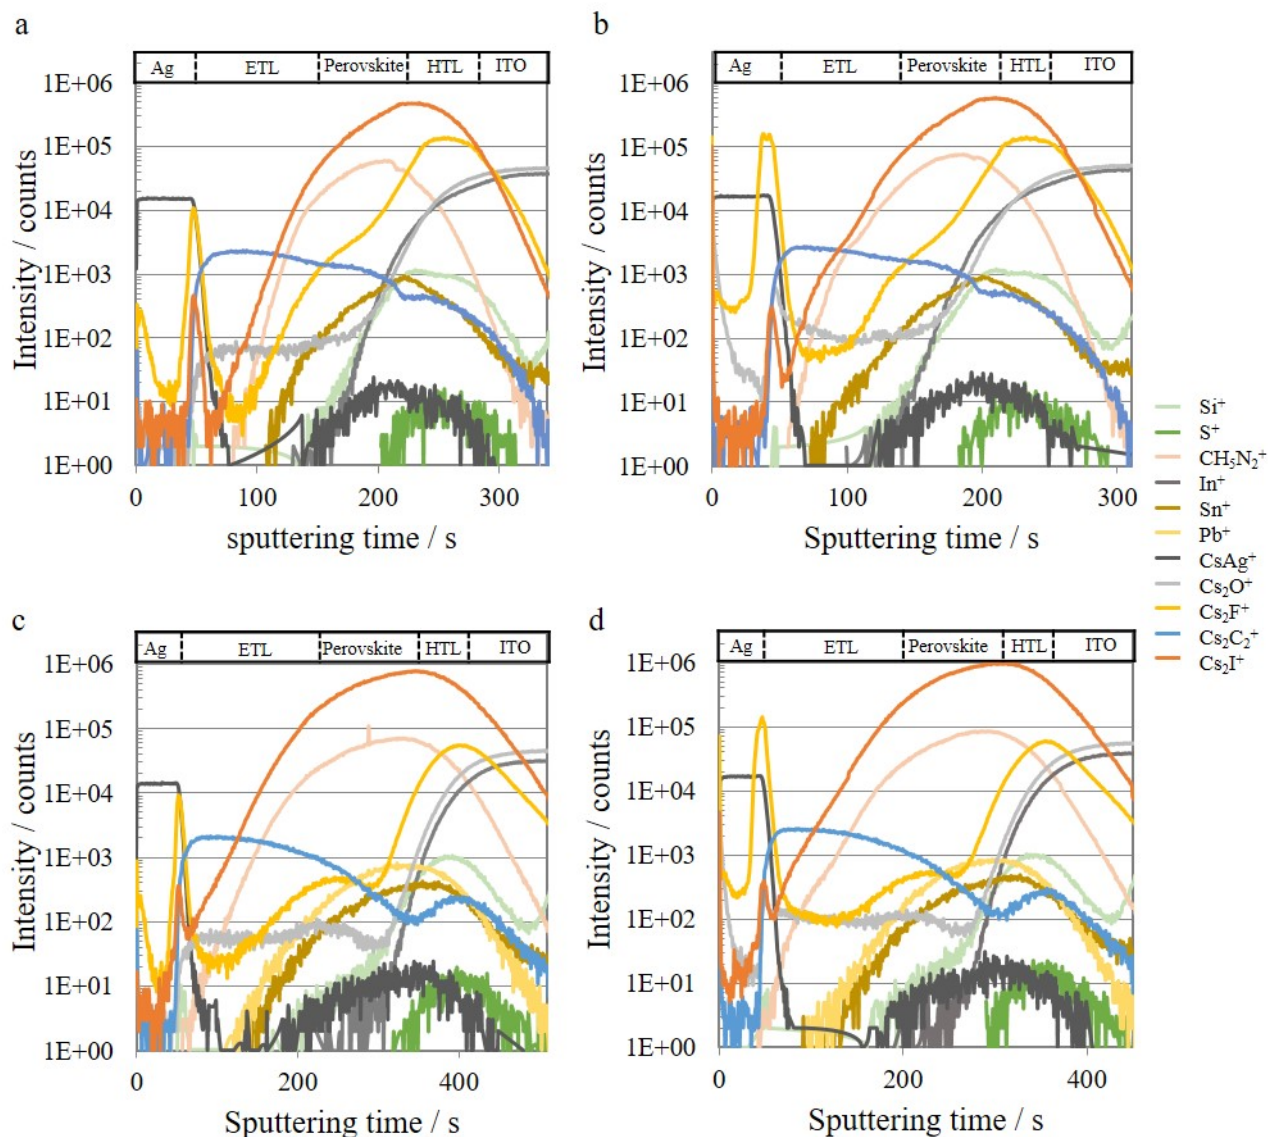 a
Ag ETL Perovskite HTL ITO
1E+06
1E+05
1E+04
1E+03
1E+02
1E+01
1E+00
Intensity / counts
0 100 200 300
sputtering time / s
b
Ag ETL Perovskite HTL ITO
1E+06
1E+05
1E+04
1E+03
1E+02
1E+01
1E+00
Intensity / counts
0 100 200 300
Sputtering time / s
Si⁺
S⁺
CH₅N₂⁺
In⁺
Sn⁺
Pb⁺
CsAg⁺
Cs₂O⁺
Cs₂F⁺
Cs₂C₂⁺
Cs₂I⁺
c
Ag ETL Perovskite HTL ITO
1E+06
1E+05
1E+04
1E+03
1E+02
1E+01
1E+00
Intensity / counts
0 200 400
Sputtering time / s
d
Ag ETL Perovskite HTL ITO
1E+06
1E+05
1E+04
1E+03
1E+02
1E+01
1E+00
Intensity / counts
0 200 400
Sputtering time / s